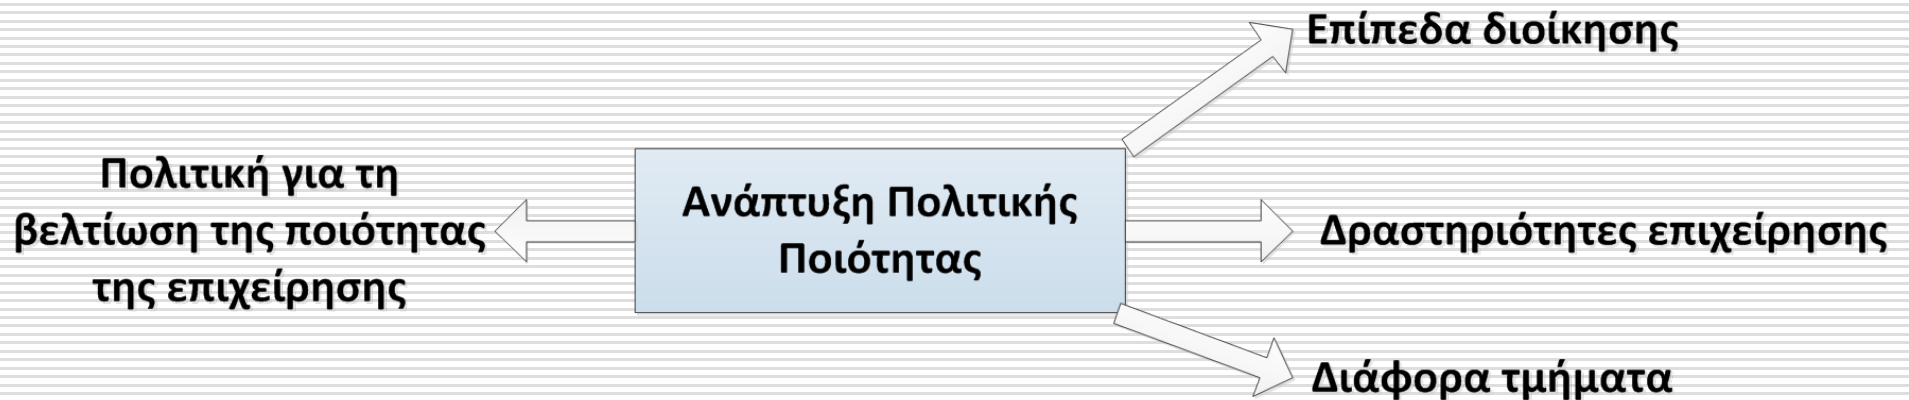 Πολιτική για τη
βελτίωση της ποιότητας
της επιχείρησης
Ανάπτυξη Πολιτικής
Ποιότητας
Επίπεδα διοίκησης
Δραστηριότητες επιχείρησης
Διάφορα τμήματα